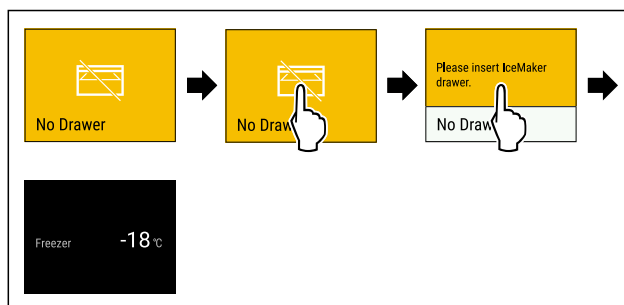 No Drawer
No Draw
Please insert IceMaker
drawer.
No Draw
Freezer -18 °C